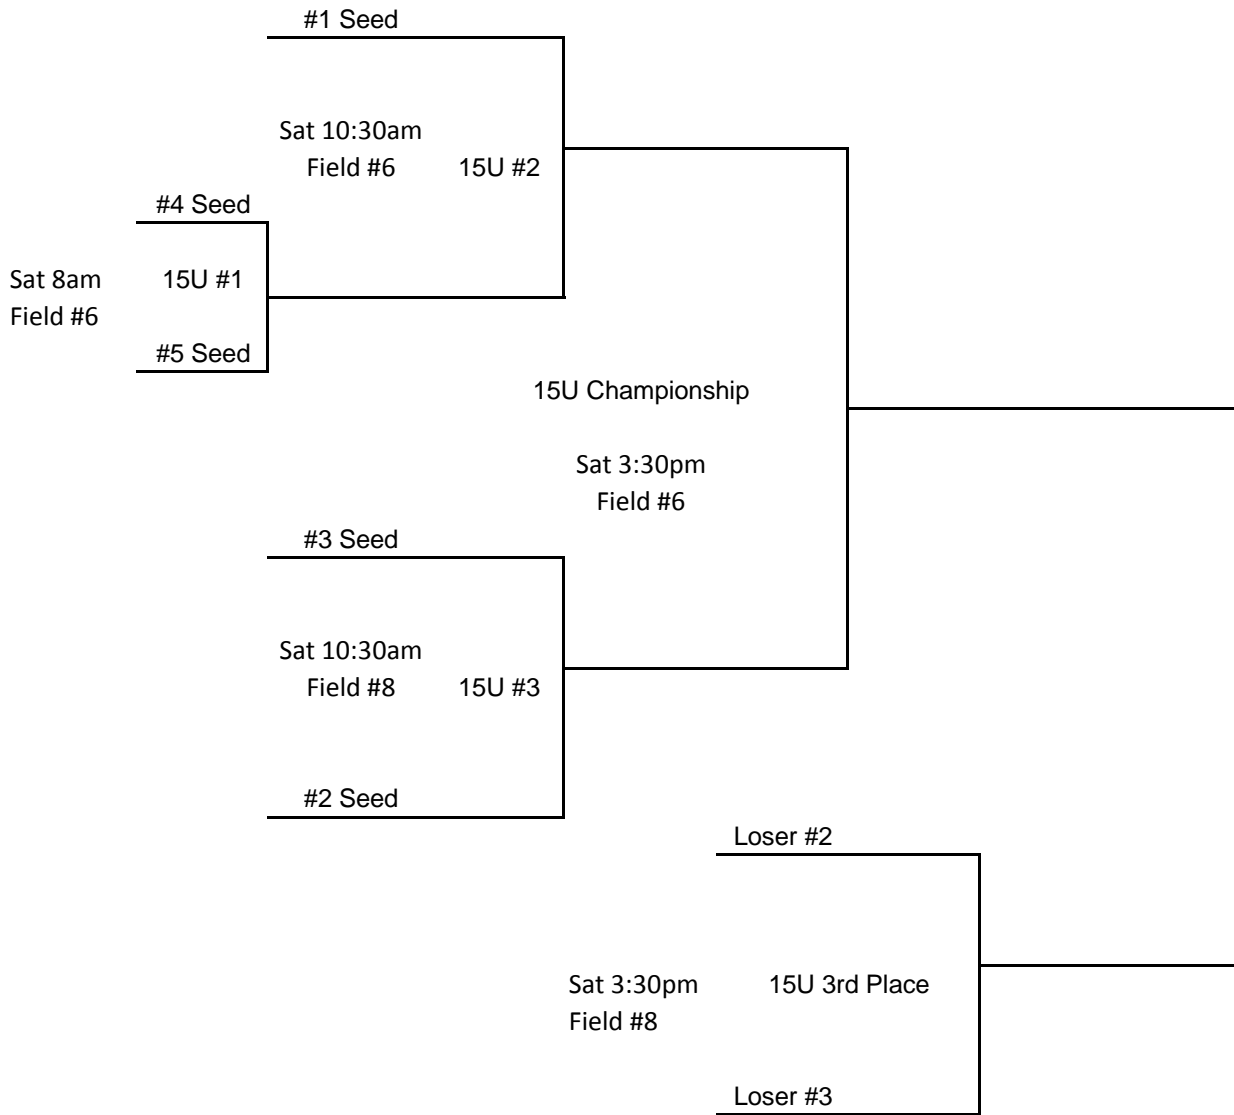 #1 Seed
Sat 10:30am
Field #6
15U #2
#4 Seed
Sat 8am
15U #1
Field #6
#5 Seed
15U Championship
Sat 3:30pm
Field #6
#3 Seed
Sat 10:30am
Field #8
15U #3
#2 Seed
Loser #2
Sat 3:30pm
15U 3rd Place
Field #8
Loser #3